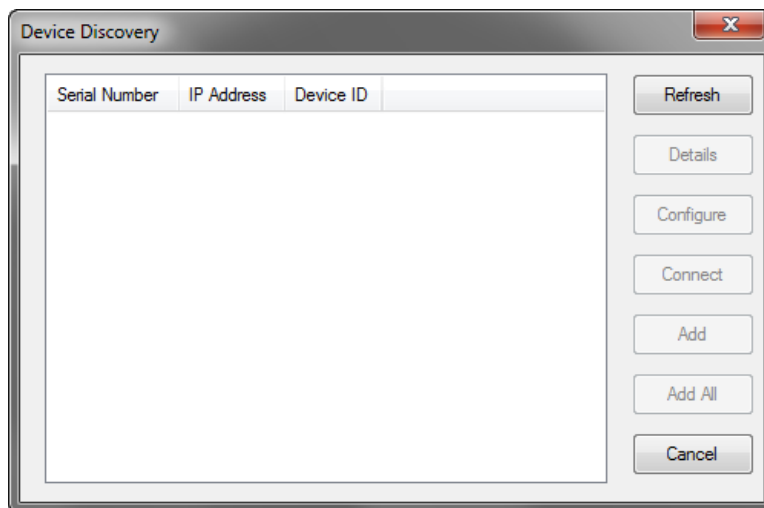 Device Discovery
Serial Number IP Address Device ID
Refresh
Details
Configure
Connect
Add
Add All
Cancel